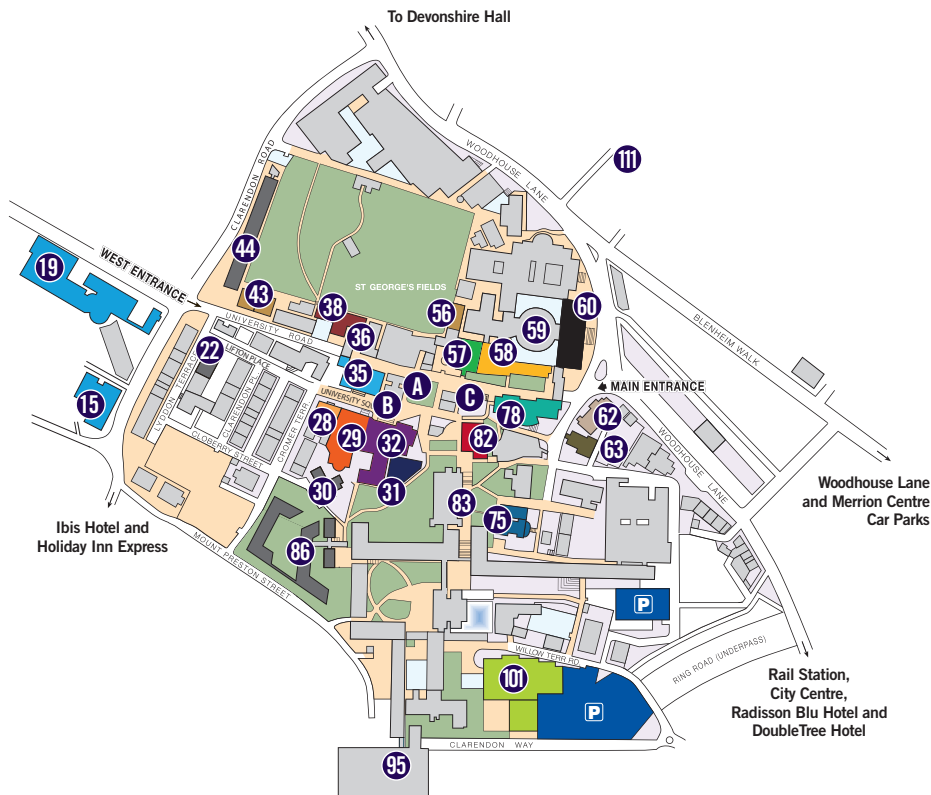 To Devonshire Hall
WOODHOUSE LANE
111
CLARENDON ROAD
44
WEST ENTRANCE
19
43
ST GEORGE'S FIELDS
38
56
60
59
36
UNIVERSITY ROAD
57
58
BLENHEIM WALK
22
LIFTON PLACE
35
A
MAIN ENTRANCE
LYDDON TERRACE
CLARENDON PL
UNIVERSITY SQ
B
C
15
78
62
CROMER TERR
28
29
32
82
63
WOODHOUSE LANE
CLOBERRY STREET
30
31
83
75
Woodhouse Lane
and Merrion Centre
Car Parks
Ibis Hotel and
Holiday Inn Express
MOUNT PRESTON STREET
86
P
WILLOW TERR RD
RING ROAD (UNDERPASS)
101
P
Rail Station,
City Centre,
Radisson Blu Hotel and
DoubleTree Hotel
CLARENDON WAY
95